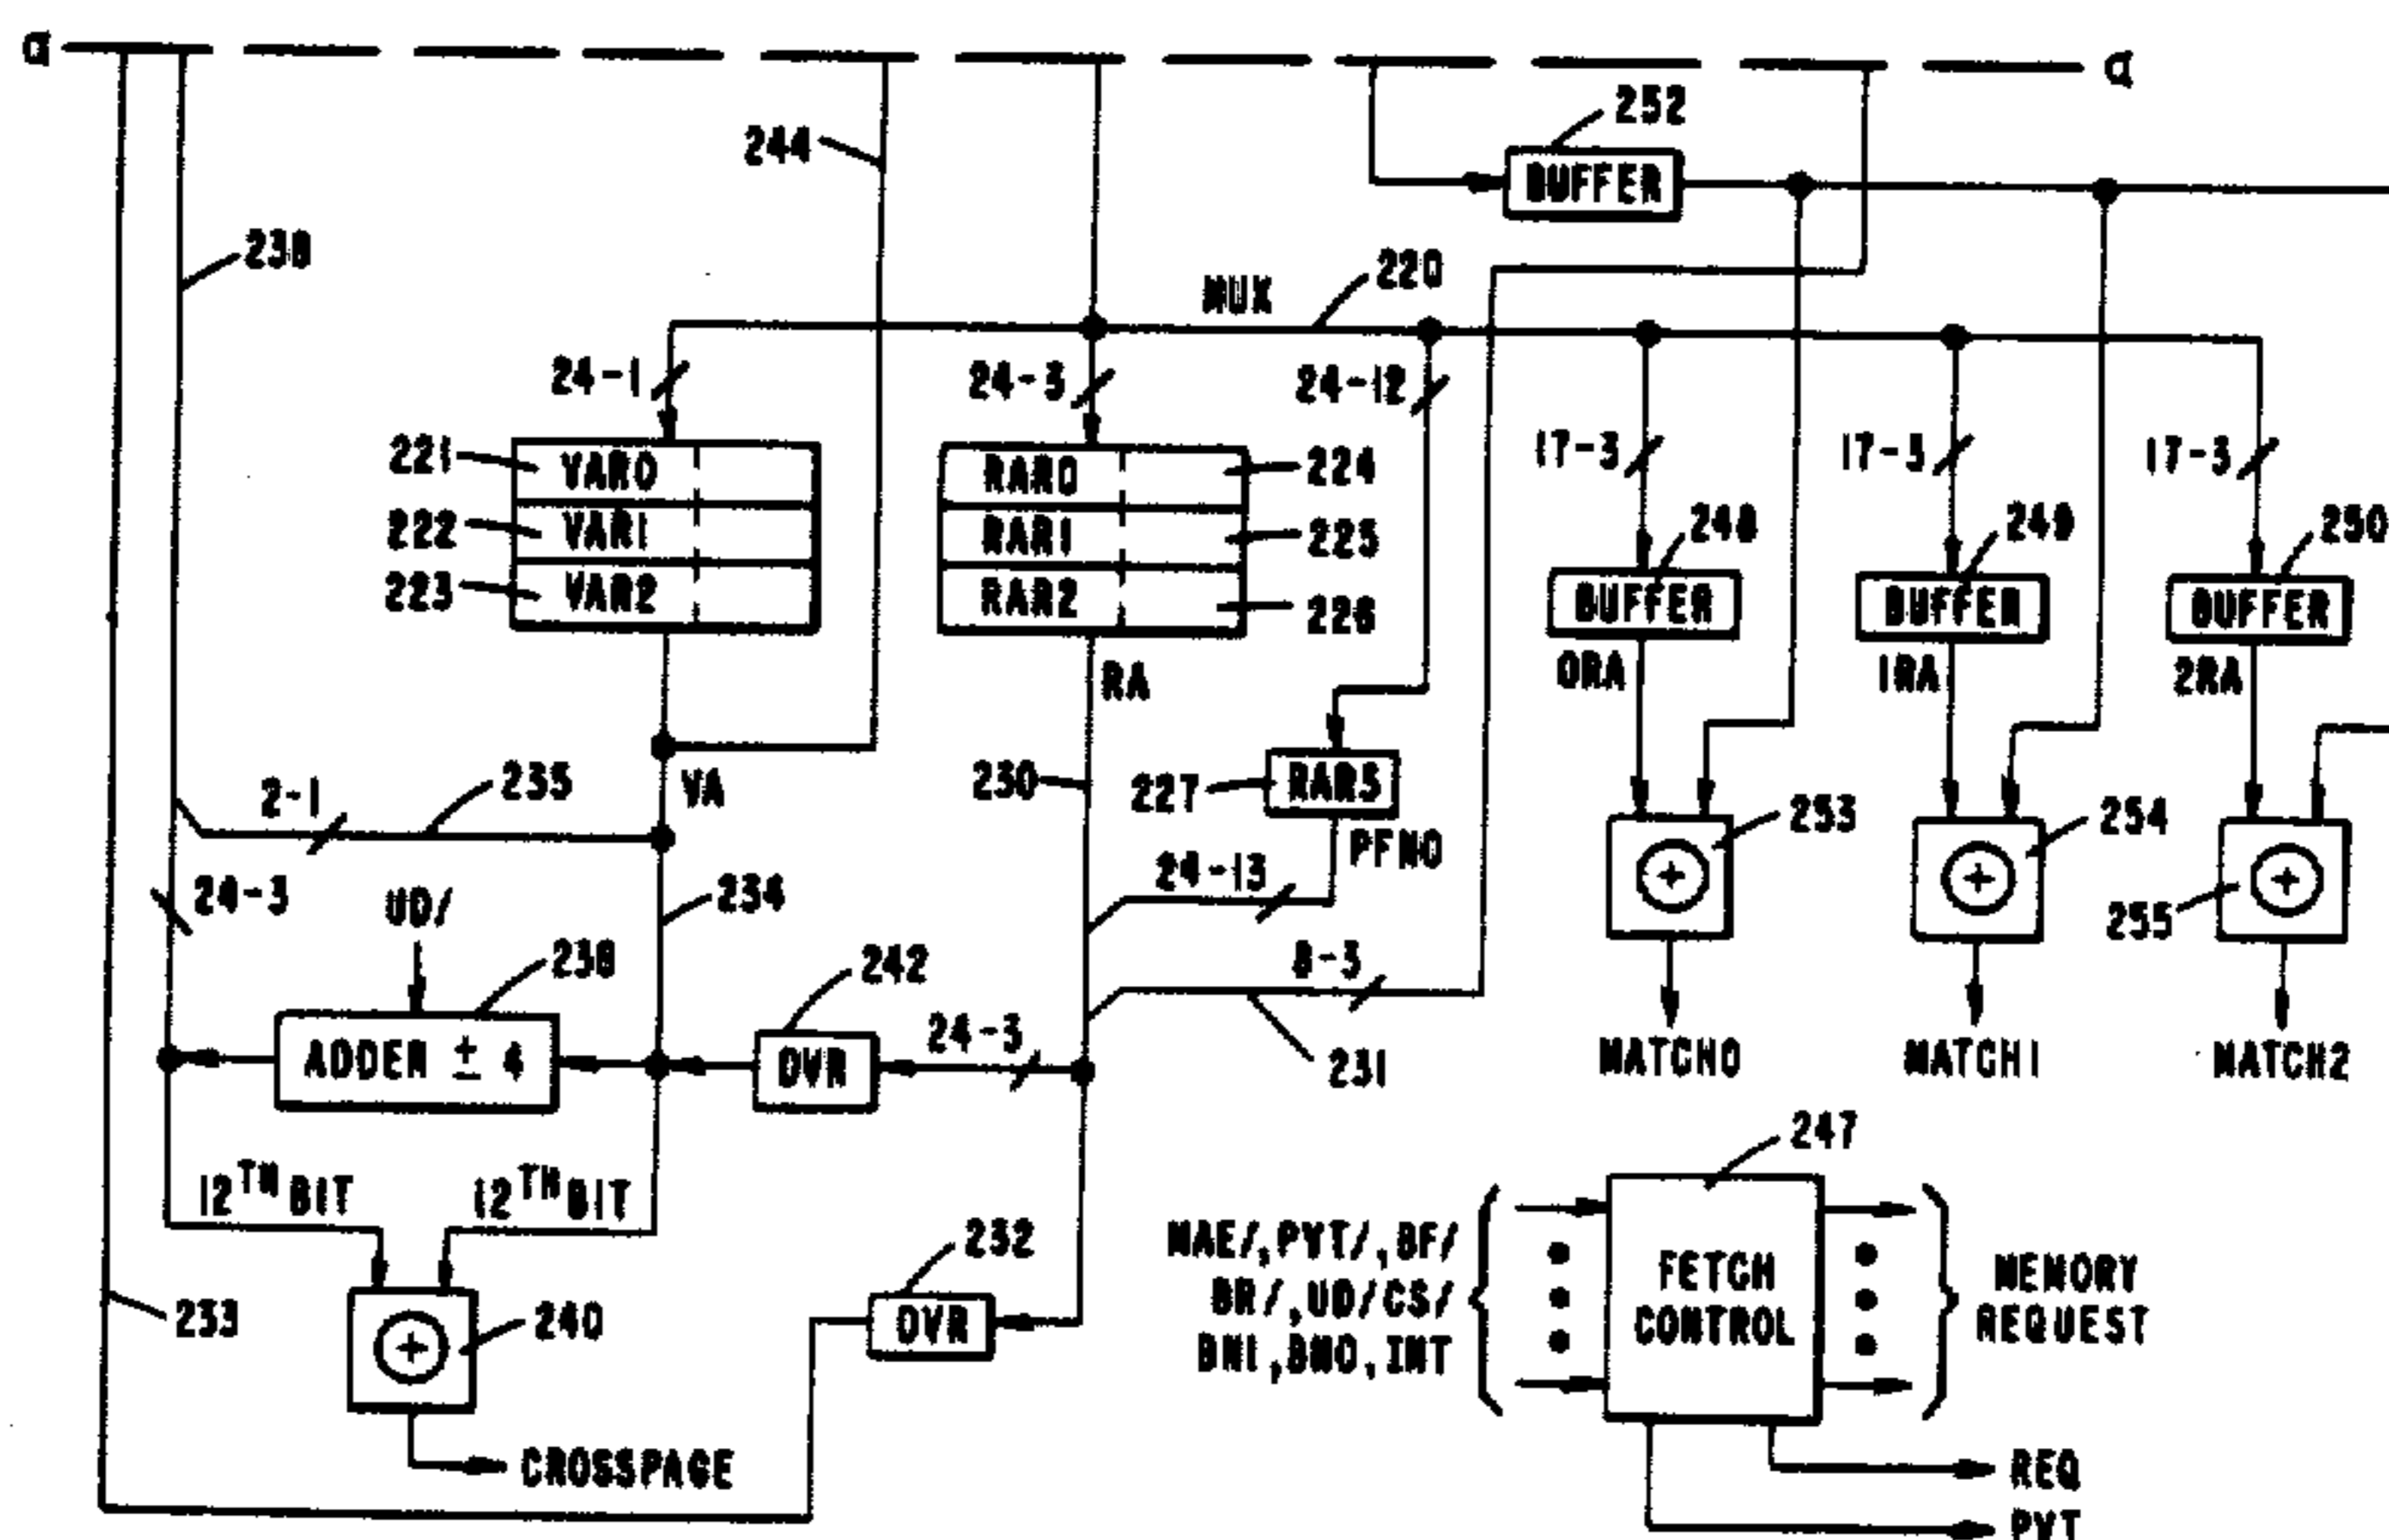 a
a
252
BUFFER
244
238
MUX
220
24-1
24-3
24-12
17-3
17-3
17-3
221
VAR0
222
VAR1
223
VAR2
RAR0
224
RAR1
225
RAR2
226
248
BUFFER
249
BUFFER
250
BUFFER
0RA
1RA
2RA
RA
VA
230
227
RAR3
PFNO
2-1
235
24-3
UD/
234
24-13
8-3
231
253
254
255
238
ADDER ± 4
242
DVR
24-3
MATCH0
MATCH1
MATCH2
12TH BIT
12TH BIT
240
CROSSPAGE
233
232
DVR
247
FETCH
CONTROL
MAE/,PVT/,BF/
BR/,UD/CS/
BNI,BNO,INT
MEMORY
REQUEST
REQ
PVT